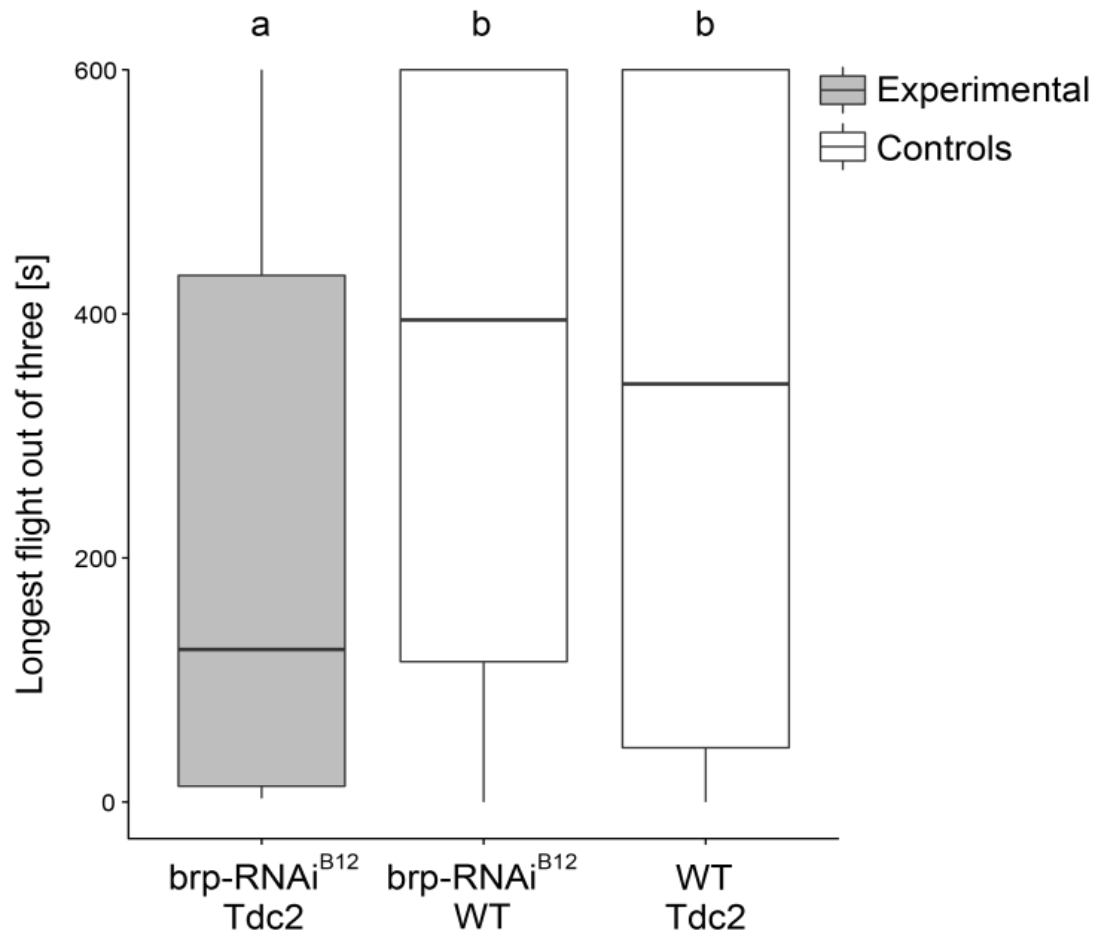 a b b
600
400
200
0
Longest flight out of three [s]
Experimental
Controls
brp-RNAi^B12 brp-RNAi^B12 WT
Tdc2 WT Tdc2